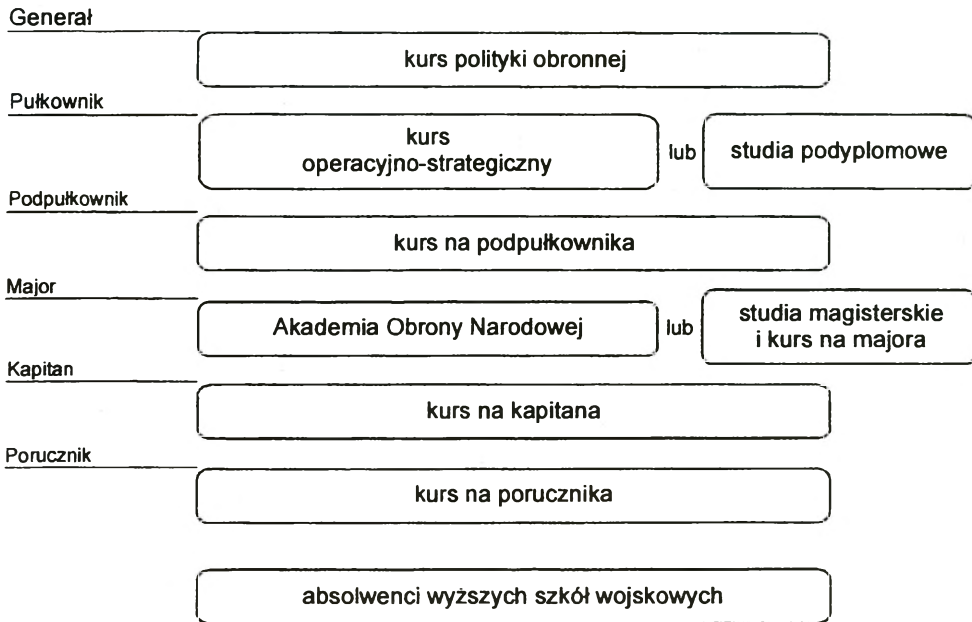 Generał
kurs polityki obronnej
Pułkownik
kurs
operacyjno-strategiczny
lub
studia podyplomowe
Podpułkownik
kurs na podpułkownika
Major
Akademia Obrony Narodowej
lub
studia magisterskie
i kurs na majora
Kapitan
kurs na kapitana
Porucznik
kurs na porucznika
absolwenci wyższych szkół wojskowych